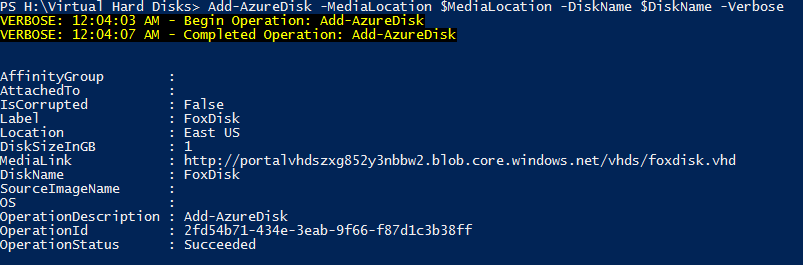 PS H:\Virtual Hard Disks> Add-AzureDisk -MediaLocation $MediaLocation -DiskName $DiskName -Verbose
VERBOSE: 12:04:03 AM - Begin Operation: Add-AzureDisk
VERBOSE: 12:04:07 AM - Completed Operation: Add-AzureDisk
AffinityGroup :
AttachedTo :
IsCorrupted : False
Label : FoxDisk
Location : East US
DiskSizeInGB : 1
MediaLink : http://portalvhdszxg852y3nbbw2.blob.core.windows.net/vhds/foxdisk.vhd
DiskName : FoxDisk
SourceImageName :
OS :
OperationDescription : Add-AzureDisk
OperationId : 2fd54b71-434e-3eab-9f66-f87d1c3b38ff
OperationStatus : Succeeded